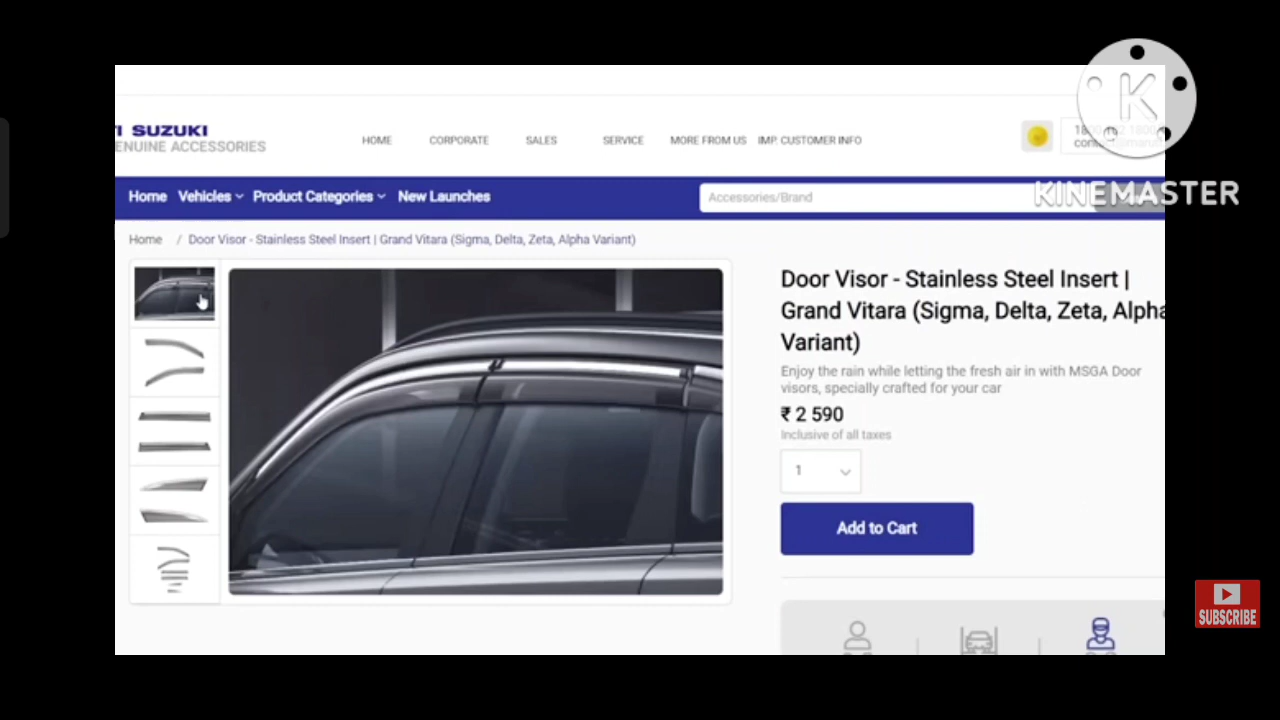 SUZUKI
ENUINE ACCESSORIES
HOME CORPORATE SALES SERVICE MORE FROM US IMP. CUSTOMER INFO
K
KINEMASTER
Home Vehicles Product Categories New Launches
Accessories/Brand
Home / Door Visor - Stainless Steel Insert | Grand Vitara (Sigma, Delta, Zeta, Alpha Variant)
Door Visor - Stainless Steel Insert |
Grand Vitara (Sigma, Delta, Zeta, Alpha
Variant)
Enjoy the rain while letting the fresh air in with MSGA Door
visors, specially crafted for your car
₹ 2 590
Inclusive of all taxes
1
Add to Cart
SUBSCRIBE